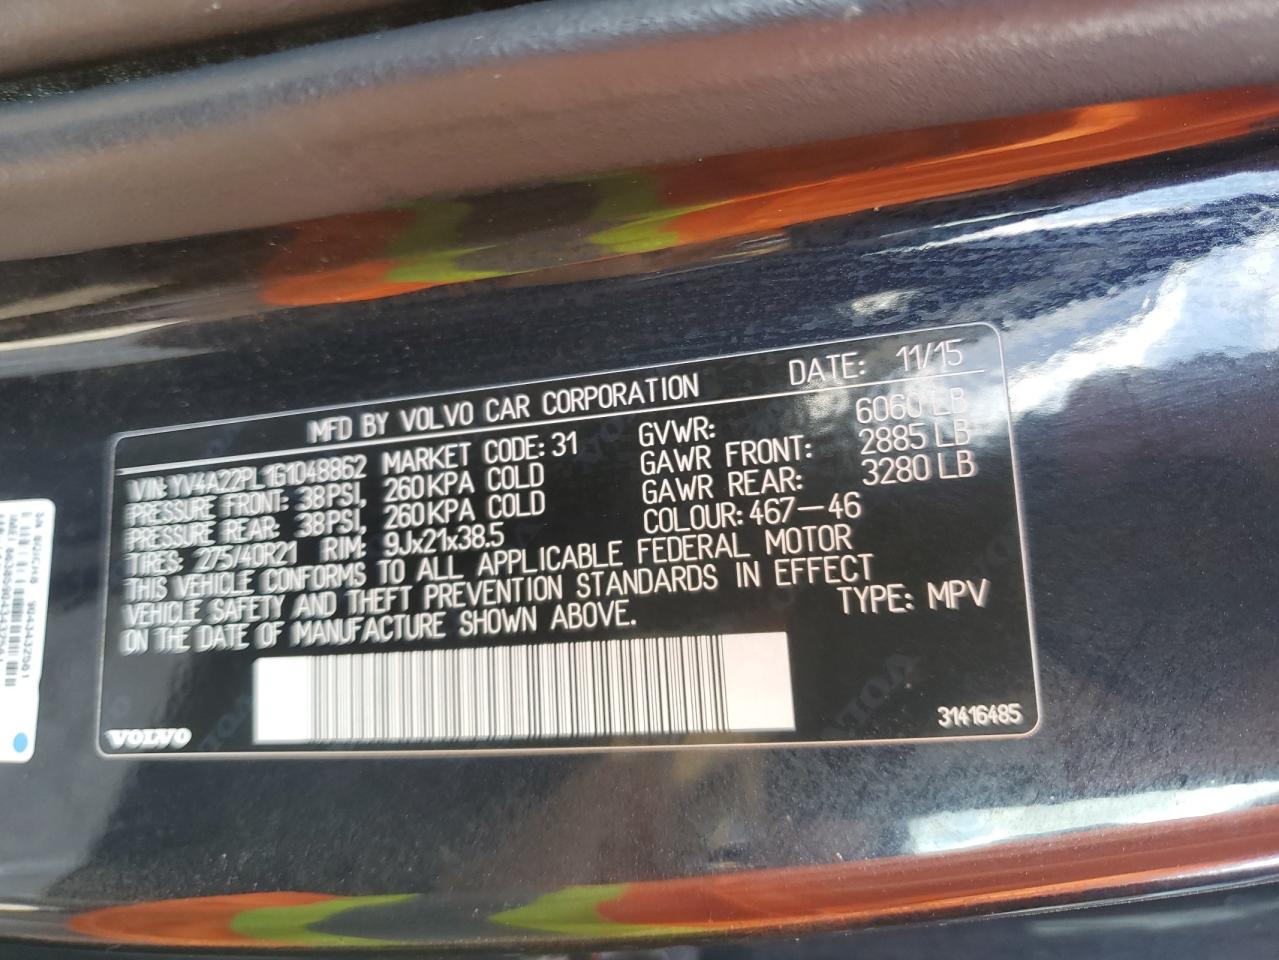 MFD BY VOLVO CAR CORPORATION DATE: 11/15
VIN: YV4A22PL1G1048862 MARKET CODE: 31 GVWR: 6060 LB
PRESSURE FRONT: 38PSI, 260KPA COLD GAWR FRONT: 2885 LB
PRESSURE REAR: 38PSI, 260KPA COLD GAWR REAR: 3280 LB
TIRES: 275/40R21 RIM: 9Jx21x38.5 COLOUR: 467-46
THIS VEHICLE CONFORMS TO ALL APPLICABLE FEDERAL MOTOR
VEHICLE SAFETY AND THEFT PREVENTION STANDARDS IN EFFECT
ON THE DATE OF MANUFACTURE SHOWN ABOVE. TYPE: MPV
VOLVO 31416485